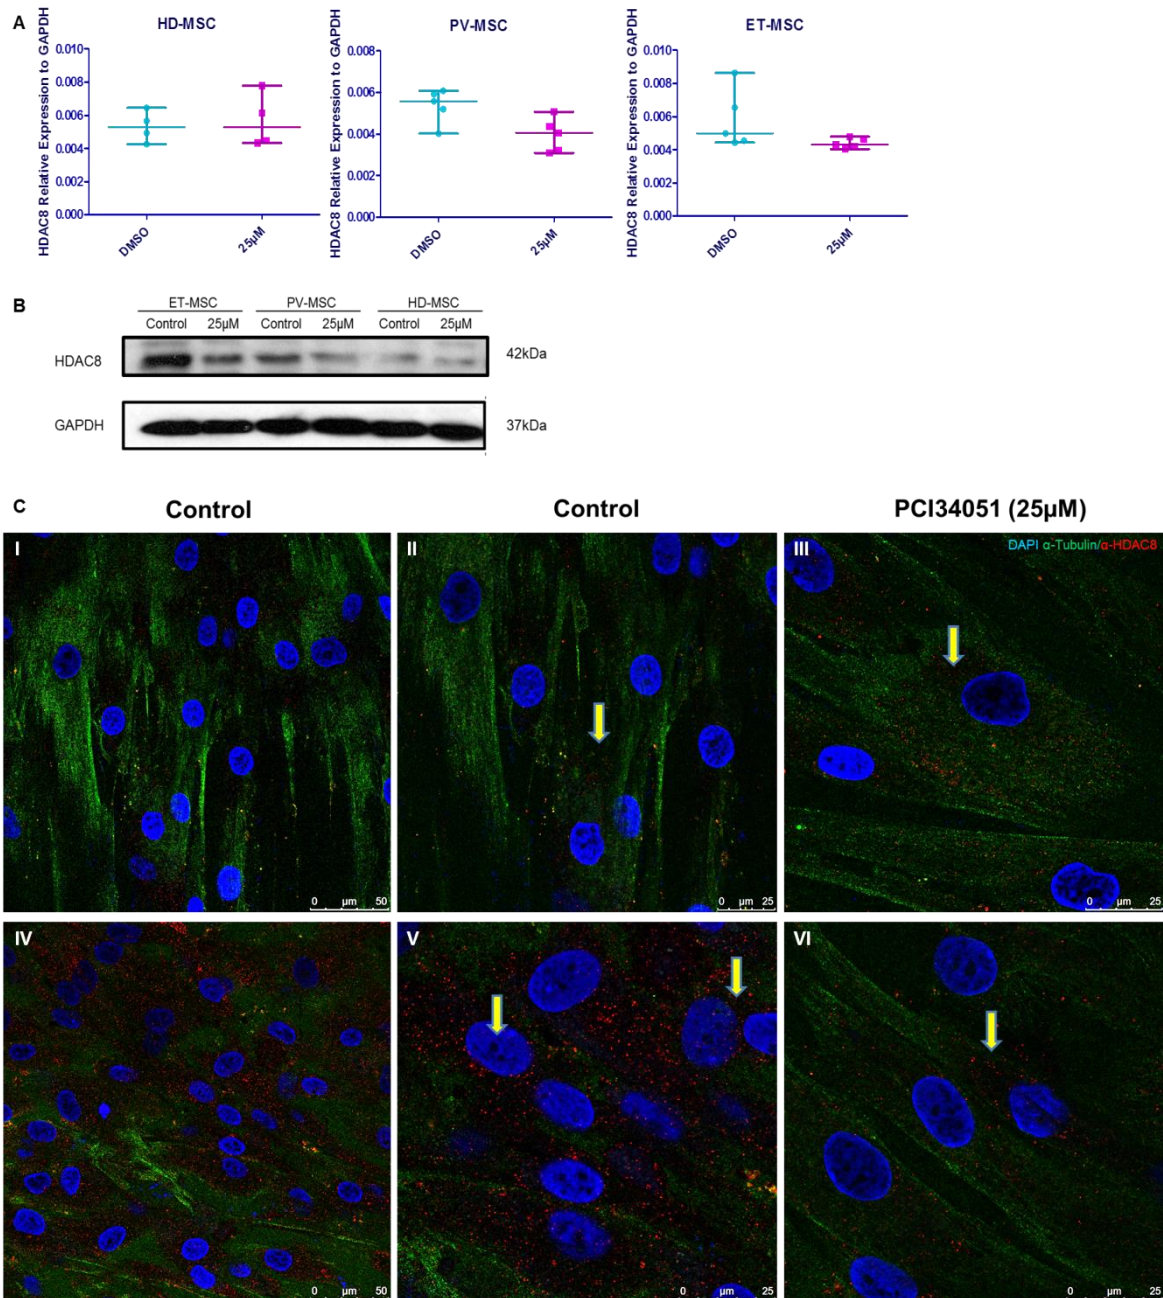 A
HD-MSC
PV-MSC
ET-MSC
HDAC8 Relative Expression to GAPDH
0.010
0.008
0.006
0.004
0.002
0.000
DMSO
25µM
HDAC8 Relative Expression to GAPDH
0.008
0.006
0.004
0.002
0.000
DMSO
25µM
HDAC8 Relative Expression to GAPDH
0.010
0.008
0.006
0.004
0.002
0.000
DMSO
25µM
B
ET-MSC PV-MSC HD-MSC
Control 25µM Control 25µM Control 25µM
HDAC8 42kDa
GAPDH 37kDa
C Control Control PCI34051 (25µM)
I
0 µm 50
II
0 µm 25
III
DAPI α-Tubulin/α-HDAC8
0 µm 25
IV
0 µm 50
V
0 µm 25
VI
0 µm 25